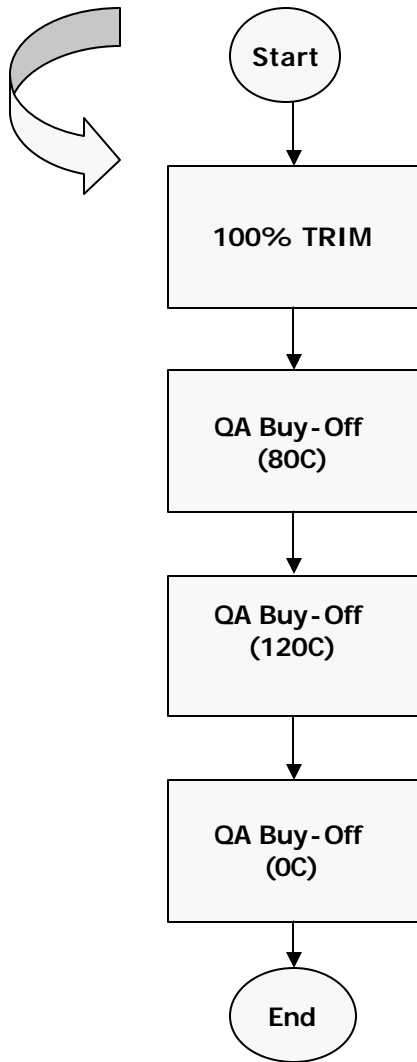 Start
100% TRIM
QA Buy-Off
(80C)
QA Buy-Off
(120C)
QA Buy-Off
(0C)
End